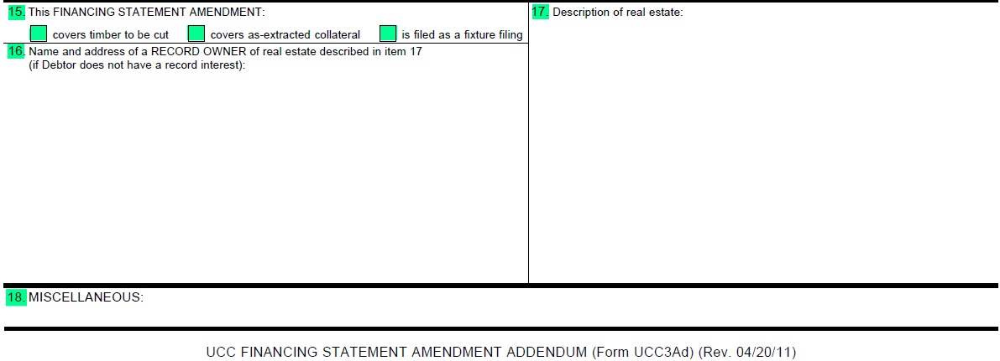 15. This FINANCING STATEMENT AMENDMENT:
covers timber to be cut covers as-extracted collateral is filed as a fixture filing
16. Name and address of a RECORD OWNER of real estate described in item 17
(if Debtor does not have a record interest):
17. Description of real estate:
18. MISCELLANEOUS:
UCC FINANCING STATEMENT AMENDMENT ADDENDUM (Form UCC3Ad) (Rev. 04/20/11)